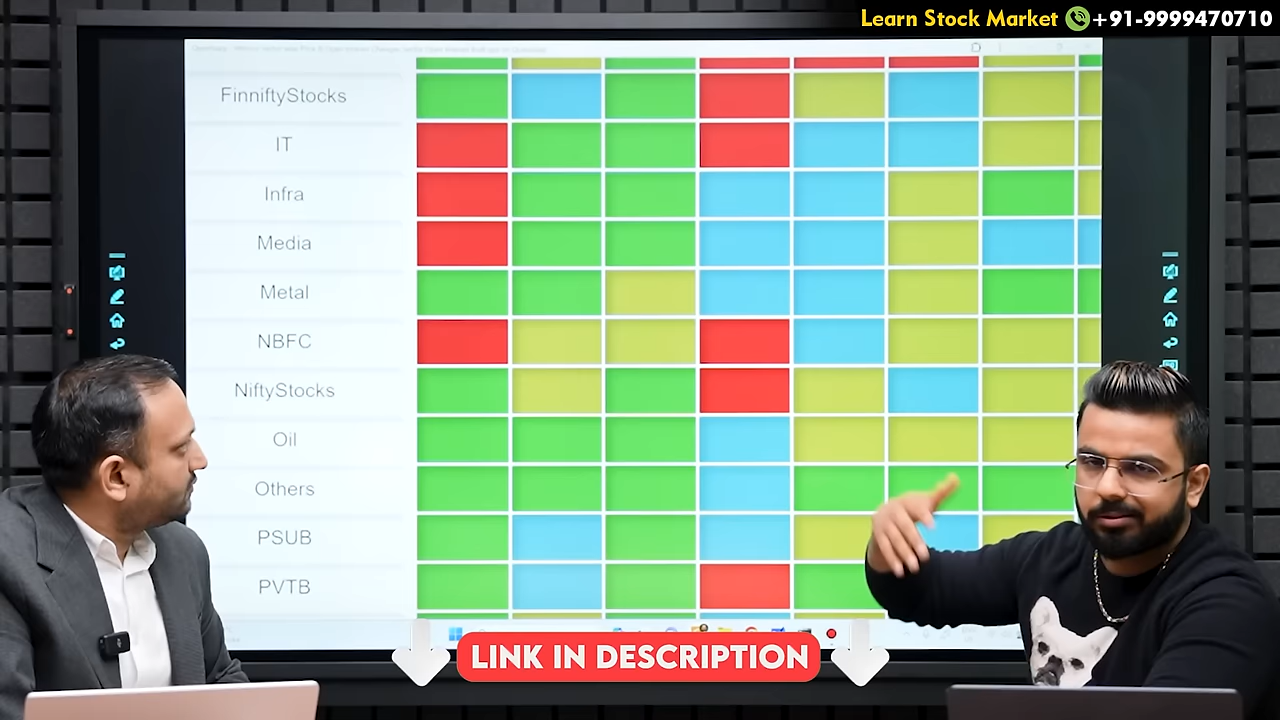 Learn Stock Market +91-9999470710
FinniftyStocks
IT
Infra
Media
Metal
NBFC
NiftyStocks
Oil
Others
PSUB
PVTB
LINK IN DESCRIPTION